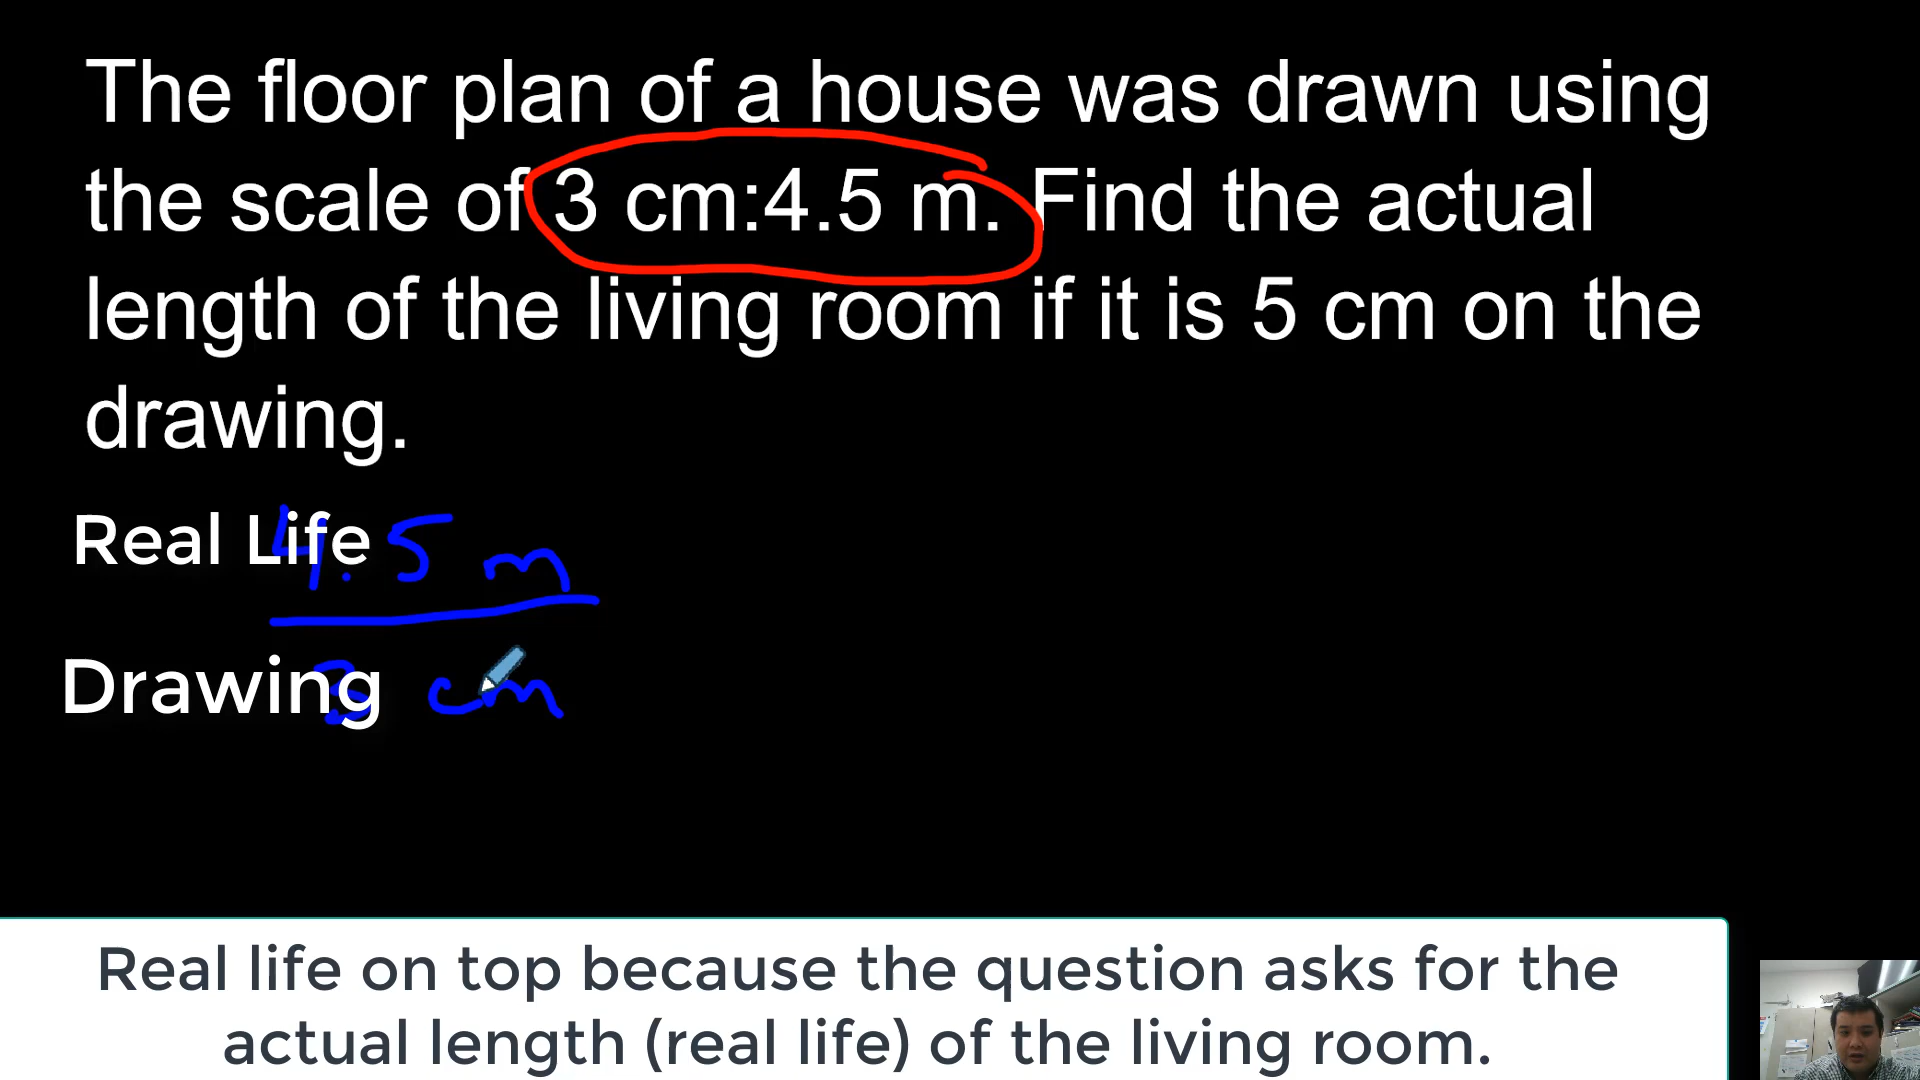 The floor plan of a house was drawn using
the scale of 3 cm:4.5 m. Find the actual
length of the living room if it is 5 cm on the
drawing.
Real Life 4.5 m
Drawing 3 cm
Real life on top because the question asks for the
actual length (real life) of the living room.